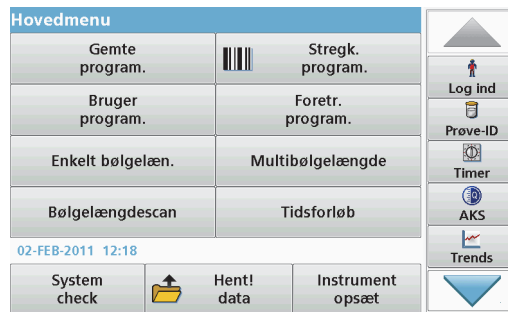 Hovedmenu
Gemte
program.
Stregk.
program.
Bruger
program.
Foretr.
program.
Enkelt bølgelæn.
Multibølgelængde
Bølgelængdescan
Tidsforløb
02-FEB-2011 12:18
System
check
Hent!
data
Instrument
opsæt
Log ind
Prøve-ID
Timer
AKS
Trends